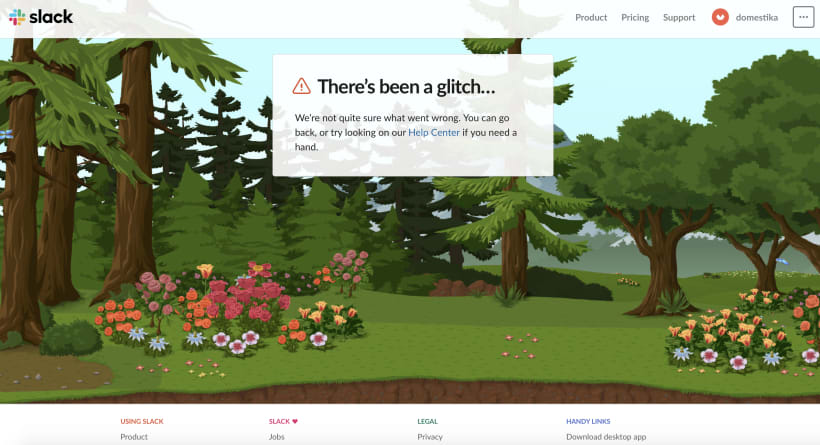 slack
Product
Pricing
Support
domestika
There's been a glitch...
We're not quite sure what went wrong. You can go
back, or try looking on our Help Center if you need a
hand.
USING SLACK
Product
SLACK ♥
Jobs
LEGAL
Privacy
HANDY LINKS
Download desktop app